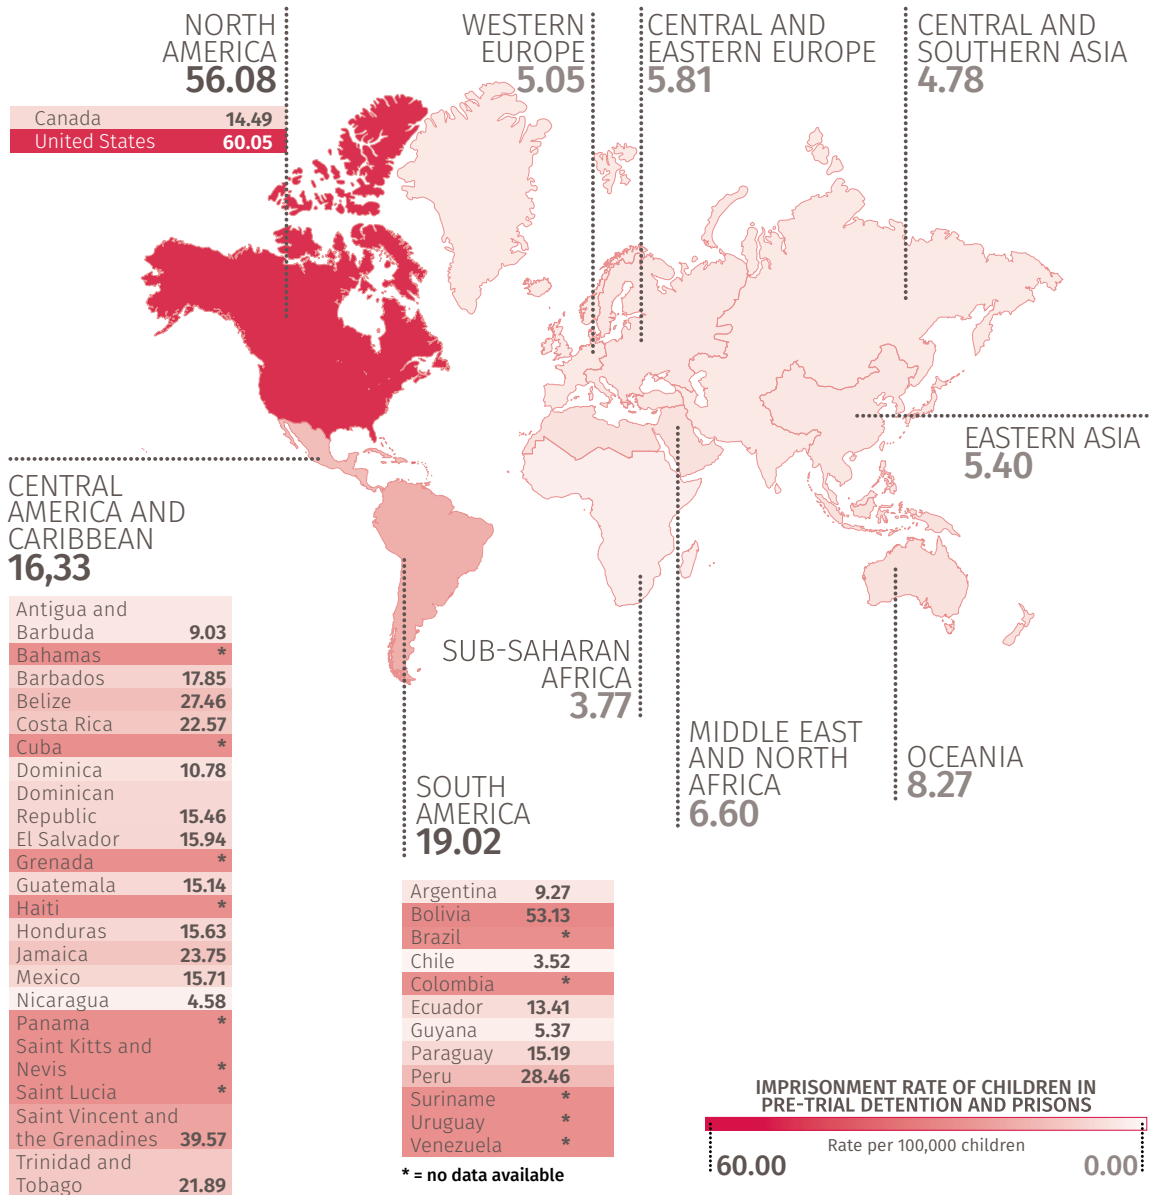 NORTH
AMERICA
56.08
Canada 14.49
United States 60.05
WESTERN
EUROPE
5.05
CENTRAL AND
EASTERN EUROPE
5.81
CENTRAL AND
SOUTHERN ASIA
4.78
EASTERN ASIA
5.40
CENTRAL
AMERICA AND
CARIBBEAN
16,33
Antigua and
Barbuda 9.03
Bahamas *
Barbados 17.85
Belize 27.46
Costa Rica 22.57
Cuba *
Dominica 10.78
Dominican
Republic 15.46
El Salvador 15.94
Grenada *
Guatemala 15.14
Haiti *
Honduras 15.63
Jamaica 23.75
Mexico 15.71
Nicaragua 4.58
Panama *
Saint Kitts and
Nevis *
Saint Lucia *
Saint Vincent and
the Grenadines 39.57
Trinidad and
Tobago 21.89
SUB-SAHARAN
AFRICA
3.77
MIDDLE EAST
AND NORTH
AFRICA
6.60
OCEANIA
8.27
SOUTH
AMERICA
19.02
Argentina 9.27
Bolivia 53.13
Brazil *
Chile 3.52
Colombia *
Ecuador 13.41
Guyana 5.37
Paraguay 15.19
Peru 28.46
Suriname *
Uruguay *
Venezuela *
* = no data available
IMPRISONMENT RATE OF CHILDREN IN
PRE-TRIAL DETENTION AND PRISONS
Rate per 100,000 children
60.00 0.00